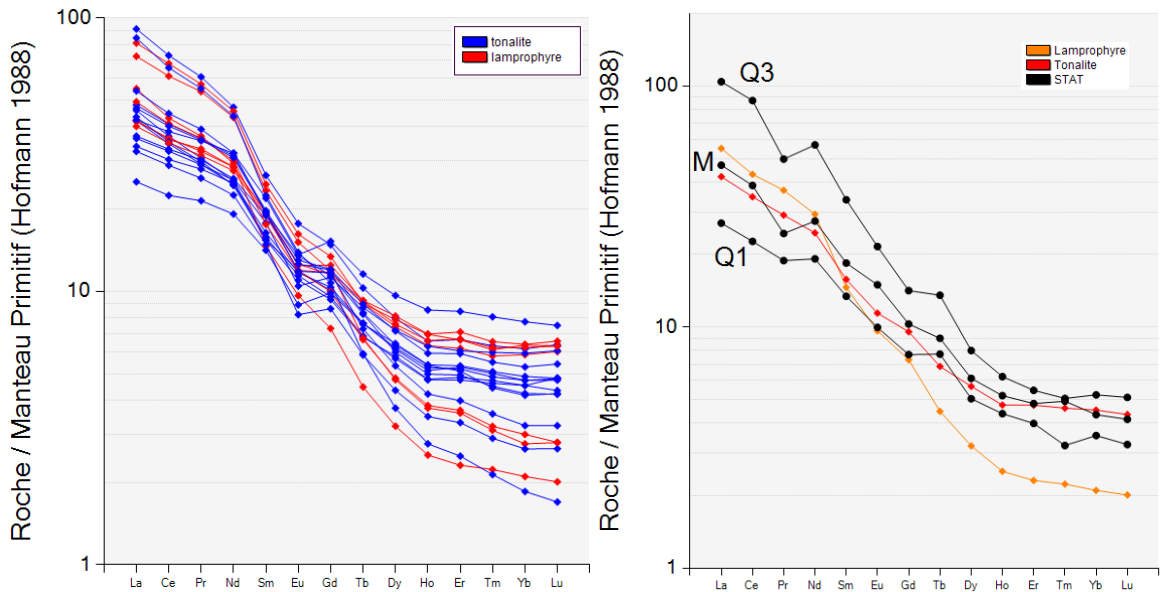 Roche / Manteau Primitif (Hofmann 1988)
100
10
1
tonalite
lamprophyre
La Ce Pr Nd Sm Eu Gd Tb Dy Ho Er Tm Yb Lu
Roche / Manteau Primitif (Hofmann 1988)
100
10
1
Lamprophyre
Tonalite
STAT
Q3
M
Q1
La Ce Pr Nd Sm Eu Gd Tb Dy Ho Er Tm Yb Lu